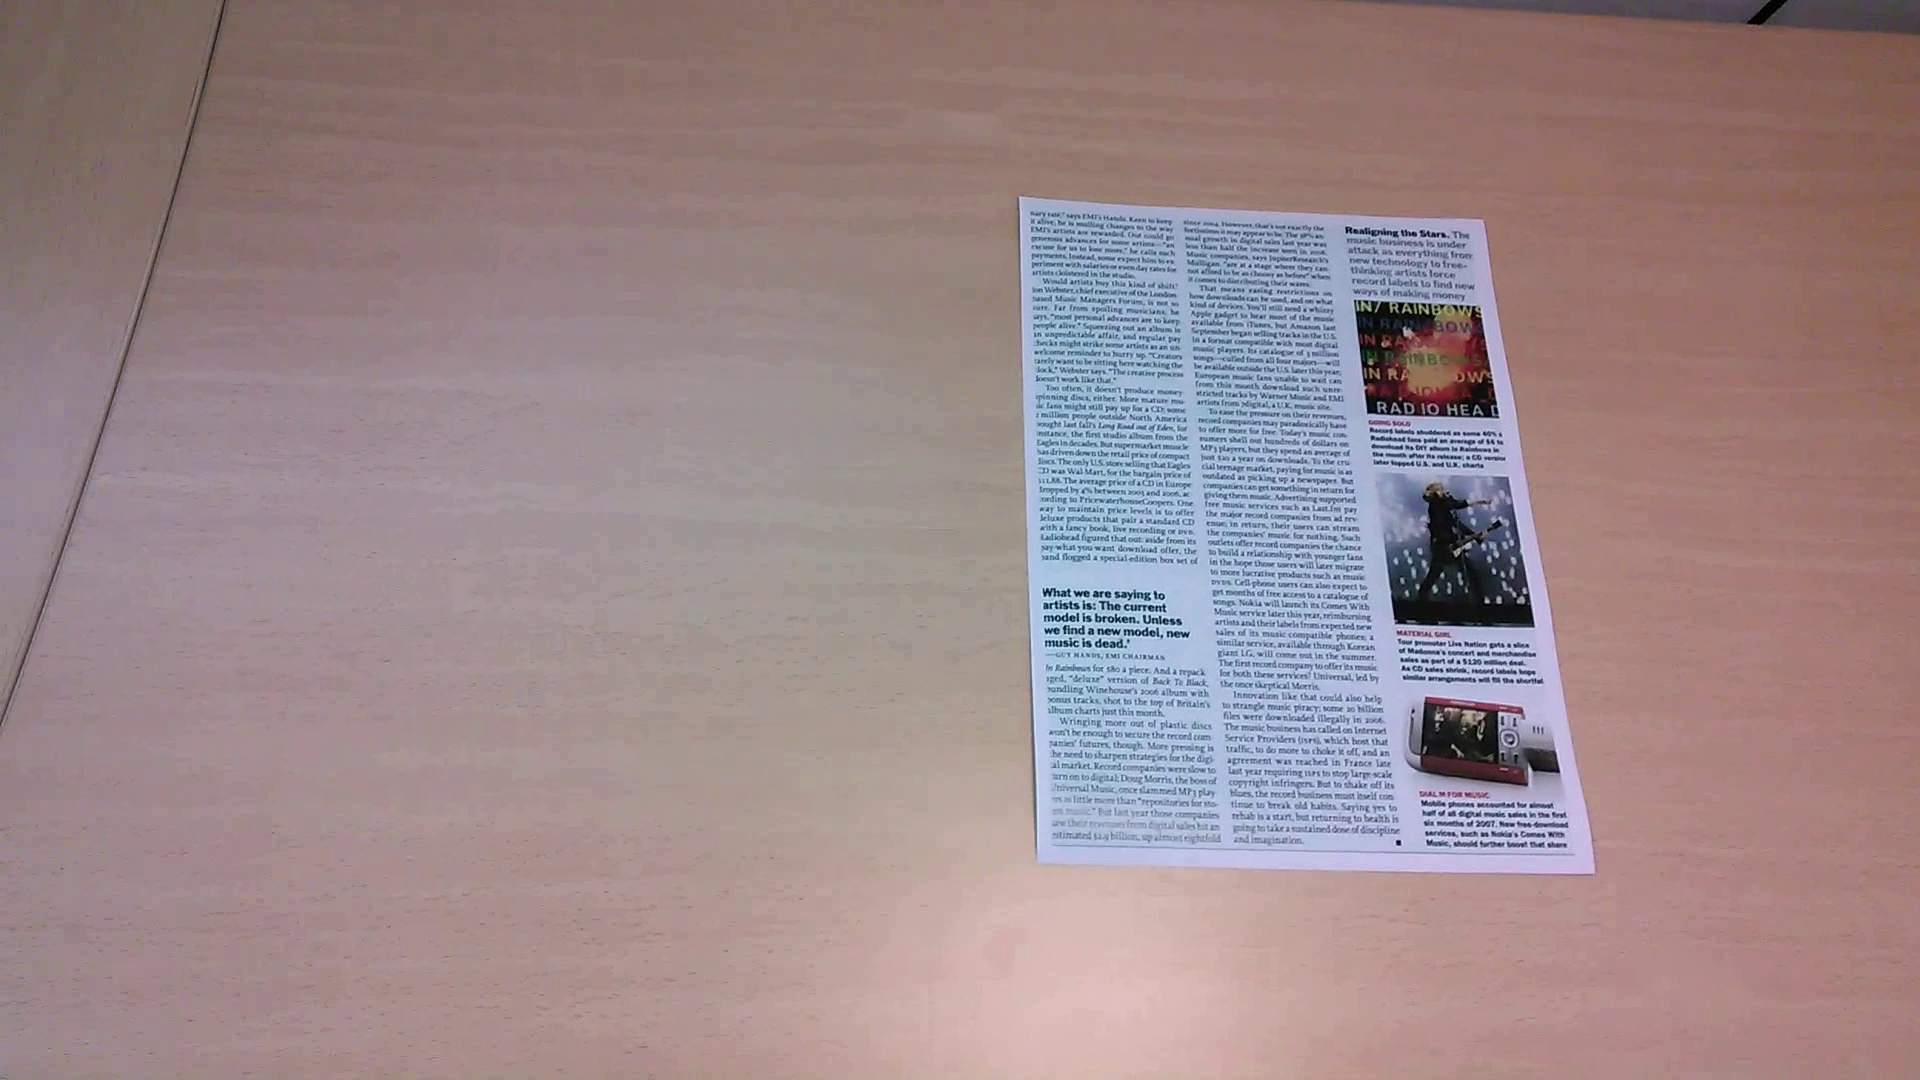 nary rate," says EMI's Hands. Keen to keep
it alive, he is mulling changes to the way
EMI's artists are rewarded. Out could go
generous advances for some artists—"an
excuse for us to lose more," he calls such
payments. Instead, some expect him to ex
periment with salaries or even day rates for
artists cloistered in the studio.
Would artists buy this kind of shift?
Jon Webster, chief executive of the London
based Music Managers Forum, is not so
sure. Far from spoiling musicians, he
says, "most personal advances are to keep
people alive." Squeezing out an album is
an unpredictable affair, and regular pay
checks might strike some artists as an un
welcome reminder to hurry up. "Creators
rarely want to be sitting here watching the
clock," Webster says. "The creative process
doesn't work like that."
Too often, it doesn't produce money
spinning discs, either. More mature mu
sic fans might still pay up for a CD; some
million people outside North America
bought last fall's Long Road out of Eden, for
instance, the first studio album from the
Eagles in decades. But supermarket muscle
has driven down the retail price of compact
discs. The only U.S. store selling that Eagles
CD was Wal Mart, for the bargain price of
$11.88. The average price of a CD in Europe
dropped by 4% between 2003 and 2006, ac
cording to PricewaterhouseCoopers. One
way to maintain price levels is to offer
deluxe products that pair a standard CD
with a fancy book, live recording or DVD.
Radiohead figured that out: aside from its
pay-what you want download offer, the
band flogged a special-edition box set of
What we are saying to
artists is: The current
model is broken. Unless
we find a new model, new
music is dead.'
—GUY HANDS, EMI CHAIRMAN
In Rainbows for $80 a piece. And a repack
aged, "deluxe" version of Back To Black,
bundling Winehouse's 2006 album with
bonus tracks, shot to the top of Britain's
album charts just this month.
Wringing more out of plastic discs
won't be enough to secure the record com
panies' futures, though. More pressing is
the need to sharpen strategies for the digi
tal market. Record companies were slow to
turn on to digital; Doug Morris, the boss of
Universal Music, once slammed MP3 play
ers as little more than "repositories for sto
len music." But last year those companies
saw their revenues from digital sales hit an
estimated $2.9 billion, up almost eightfold
since 2004. However, that's not exactly the
fortissimo it may appear to be. The 38% an
nual growth in digital sales last year was
less than half the increase seen in 2006.
Music companies, says JupiterResearch's
Mulligan, "are at a stage where they can
not afford to be as choosy as before" when
it comes to distributing their wares.
That means easing restrictions on
how downloads can be used, and on what
kind of devices. You'll still need a whizzy
Apple gadget to hear most of the music
available from iTunes, but Amazon last
September began selling tracks in the U.S.
in a format compatible with most digital
music players. Its catalogue of 3 million
songs—culled from all four majors—will
be available outside the U.S. later this year;
European music fans unable to wait can
from this month download such unre
stricted tracks by Warner Music and EMI
artists from 7digital, a U.K. music site.
To ease the pressure on their revenues,
record companies may paradoxically have
to offer more for free. Today's music con
sumers shell out hundreds of dollars on
MP3 players, but they spend an average of
just $20 a year on downloads. To the cru
cial teenage market, paying for music is as
outdated as picking up a newspaper. But
companies can get something in return for
giving them music. Advertising supported
free music services such as Last.fm pay
the major record companies from ad rev
enue; in return, their users can stream
the companies' music for nothing. Such
outlets offer record companies the chance
to build a relationship with younger fans
in the hope those users will later migrate
to more lucrative products such as music
DVDs. Cell-phone users can also expect to
get months of free access to a catalogue of
songs. Nokia will launch its Comes With
Music service later this year, reimbursing
artists and their labels from expected new
sales of its music compatible phones; a
similar service, available through Korean
giant LG, will come out in the summer.
The first record company to offer its music
for both these services? Universal, led by
the once skeptical Morris.
Innovation like that could also help
to strangle music piracy; some 20 billion
files were downloaded illegally in 2006.
The music business has called on Internet
Service Providers (ISPs), which host that
traffic, to do more to choke it off, and an
agreement was reached in France late
last year requiring ISPs to stop large-scale
copyright infringers. But to shake off its
blues, the record business must itself con
tinue to break old habits. Saying yes to
rehab is a start, but returning to health is
going to take a sustained dose of discipline
and imagination.
Realigning the Stars. The
music business is under
attack as everything from
new technology to free-
thinking artists force
record labels to find new
ways of making money
IN/ RAINBOWS
IN RAINBOWS
IN RAINBOWS
IN RAINBOWS
IN RAINBOWS
RADIOHEAD
RAD IO HEA D
GOING SOLO
Record labels shuddered as some 40%
Radiohead fans paid an average of $6 to
download its DIY album In Rainbows in
the month after its release; a CD version
later topped U.S. and U.K. charts
MATERIAL GIRL
Tour promoter Live Nation gets a slice
of Madonna's concert and merchandise
sales as part of a $120 million deal.
As CD sales shrink, record labels hope
similar arrangements will fill the shortfal
DIAL M FOR MUSIC
Mobile phones accounted for almost
half of all digital music sales in the first
six months of 2007. New free-download
services, such as Nokia's Comes With
Music, should further boost that share